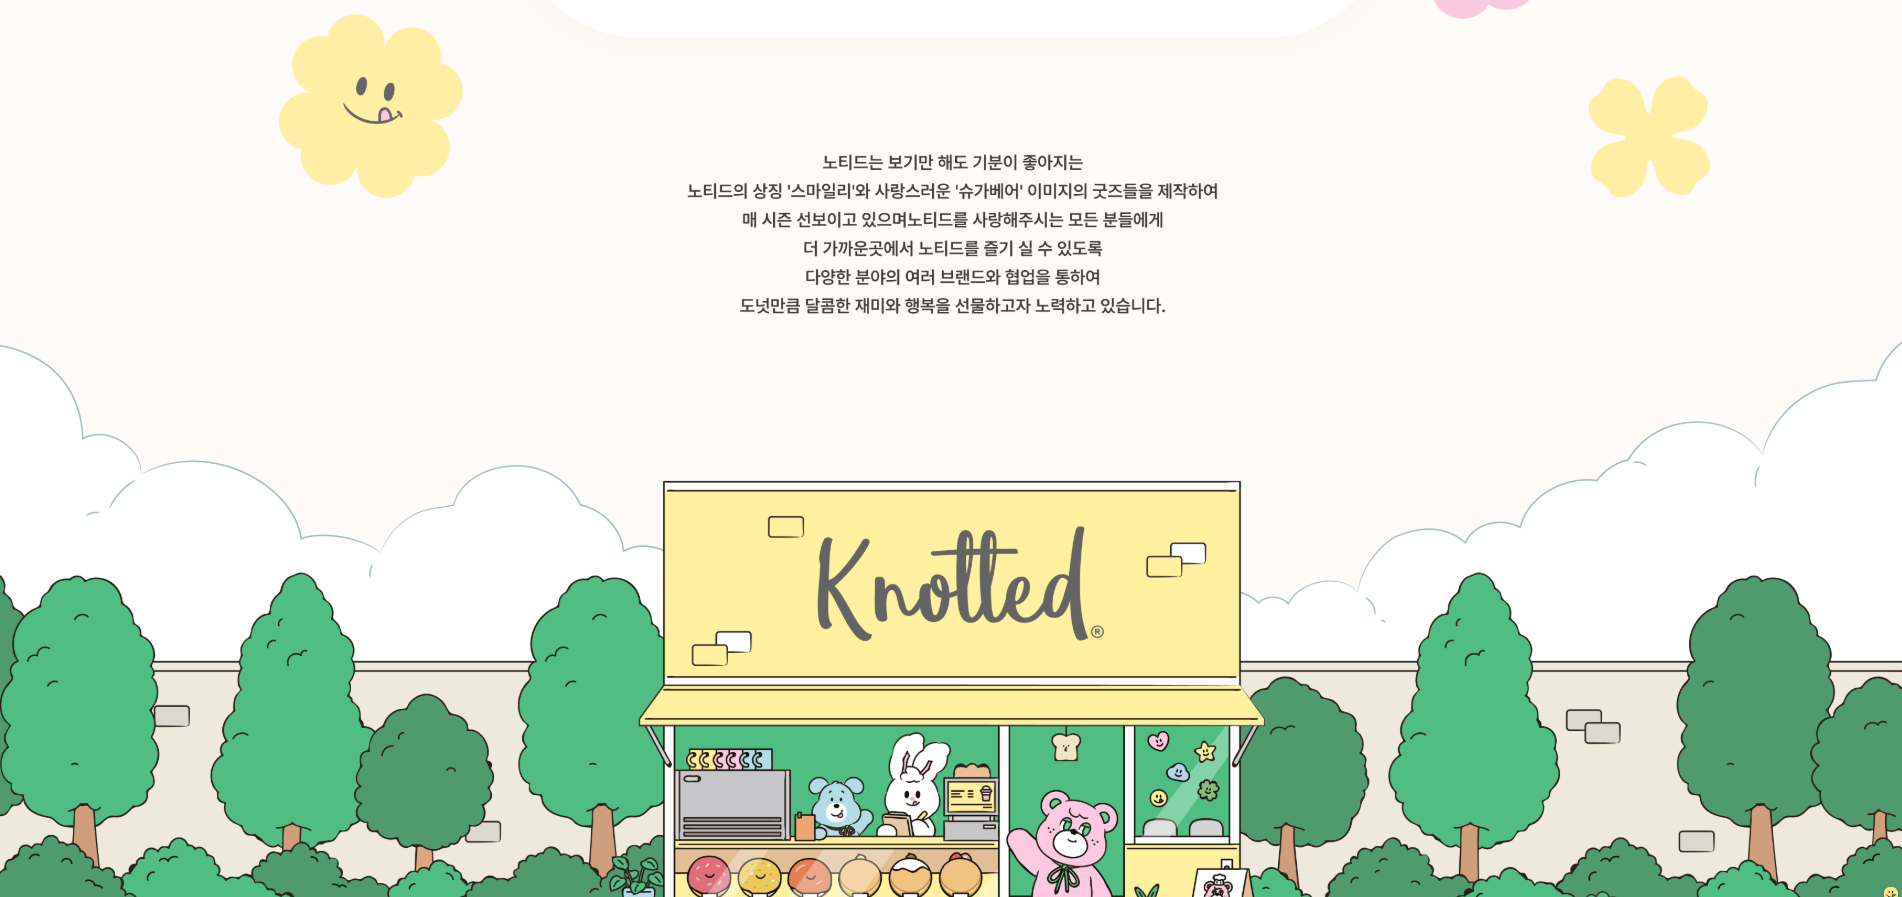 노티드는 보기만 해도 기분이 좋아지는
노티드의 상징 '스마일리'와 사랑스러운 '슈가베어' 이미지의 굿즈들을 제작하여
매 시즌 선보이고 있으며노티드를 사랑해주시는 모든 분들에게
더 가까운곳에서 노티드를 즐기 실 수 있도록
다양한 분야의 여러 브랜드와 협업을 통하여
도넛만큼 달콤한 재미와 행복을 선물하고자 노력하고 있습니다.
Knotted®